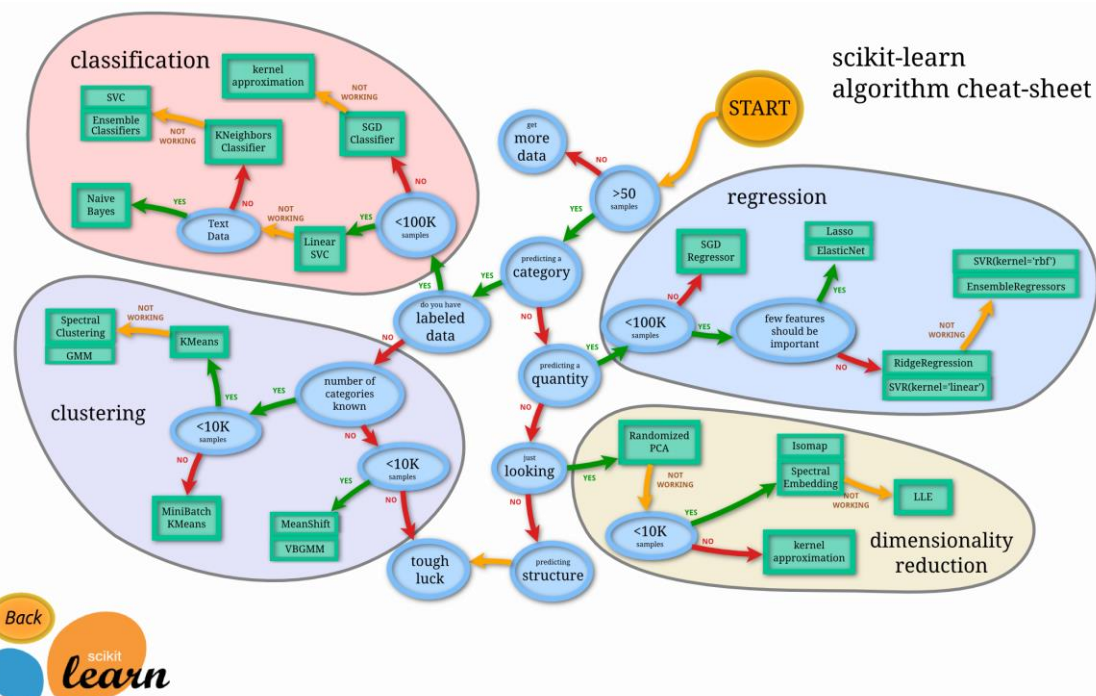 scikit-learn
algorithm cheat-sheet
START
>50
samples
NO
get
more
data
YES
predicting a
category
YES
NO
do you have
labeled
data
YES
NO
classification
<100K
samples
YES
NO
Linear
SVC
NOT
WORKING
Text
Data
YES
NO
Naive
Bayes
KNeighbors
Classifier
NOT
WORKING
SVC
Ensemble
Classifiers
SGD
Classifier
NOT
WORKING
kernel
approximation
clustering
number of
categories
known
YES
NO
<10K
samples
YES
NO
KMeans
NOT
WORKING
Spectral
Clustering
GMM
MiniBatch
KMeans
<10K
samples
YES
NO
MeanShift
VBGMM
tough
luck
predicting a
quantity
YES
NO
regression
<100K
samples
NO
YES
SGD
Regressor
few features
should be
important
YES
NO
Lasso
ElasticNet
RidgeRegression
SVR(kernel='linear')
NOT
WORKING
SVR(kernel='rbf')
EnsembleRegressors
just
looking
YES
NO
predicting
structure
dimensionality
reduction
Randomized
PCA
NOT
WORKING
<10K
samples
YES
NO
Isomap
Spectral
Embedding
NOT
WORKING
LLE
kernel
approximation
Back
scikit
learn